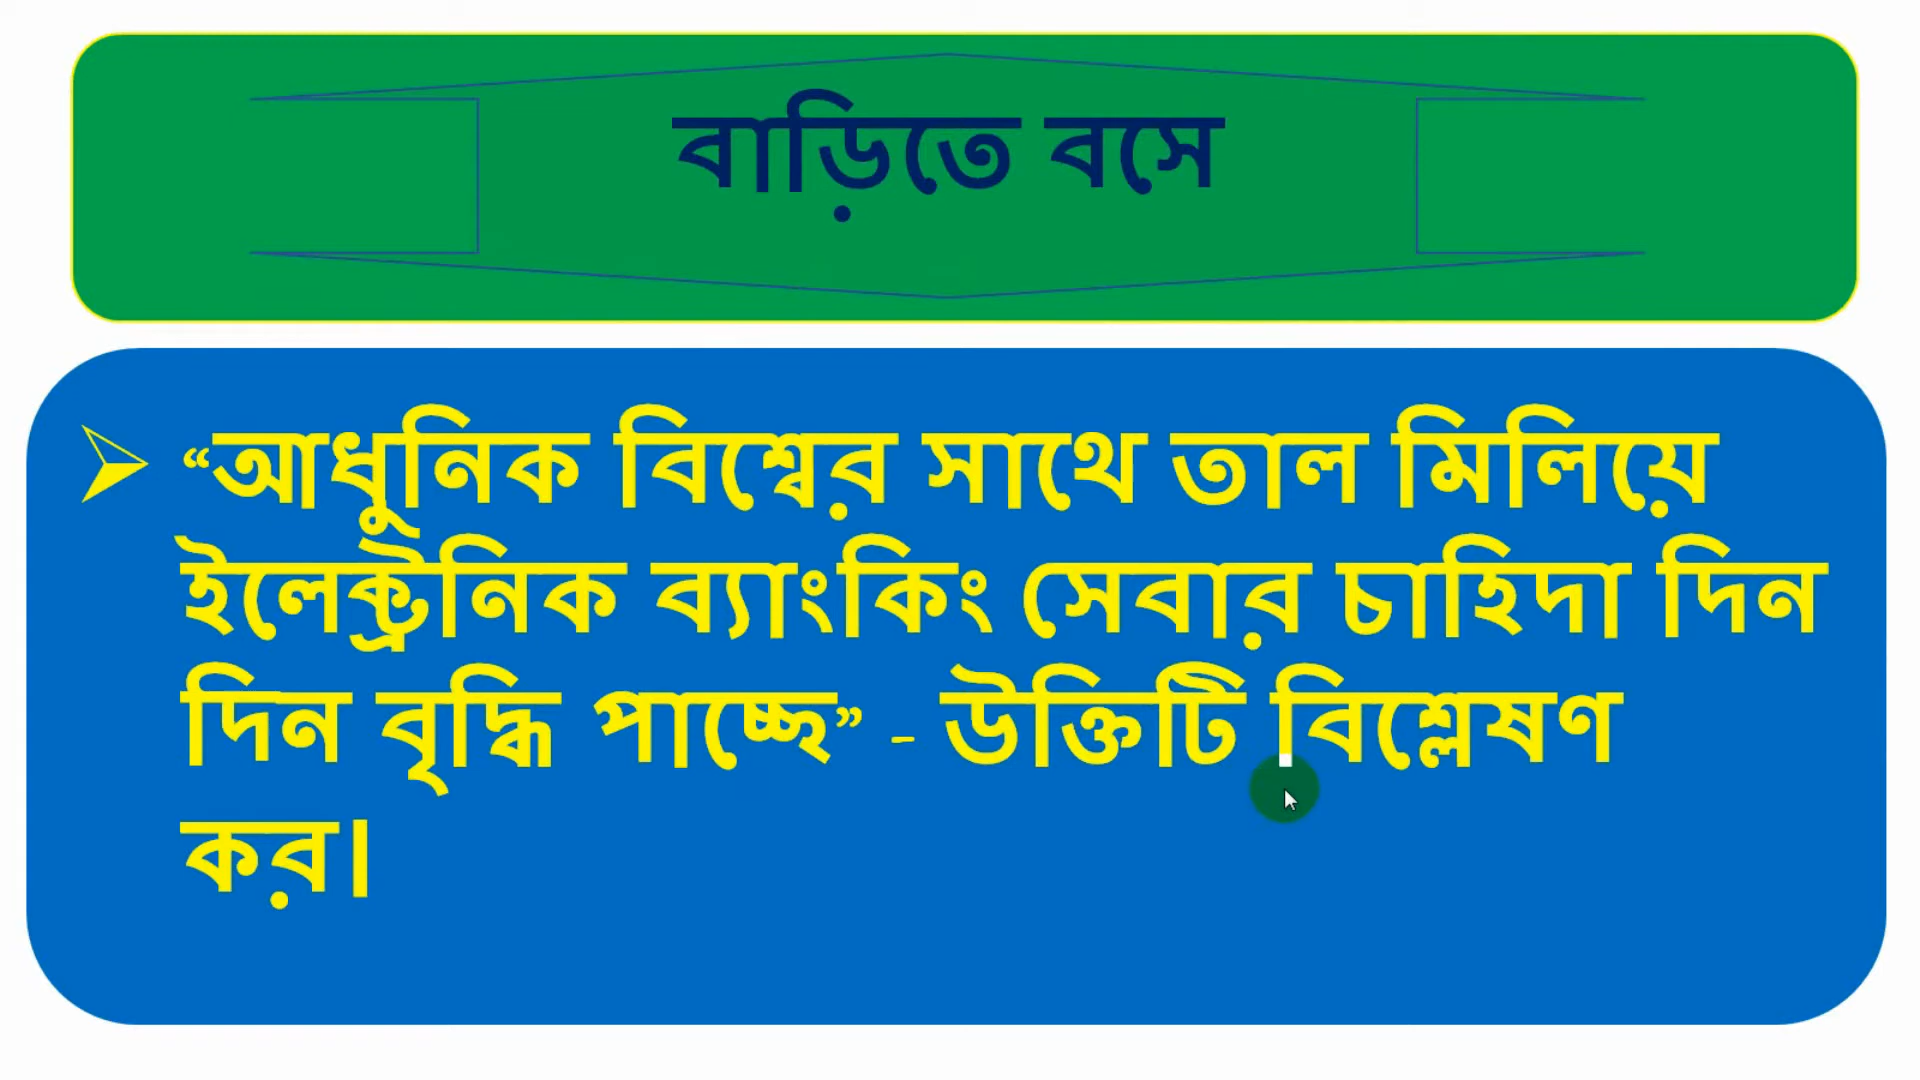 বাড়িতে বসে
“আধুনিক বিশ্বের সাথে তাল মিলিয়ে
ইলেক্ট্রনিক ব্যাংকিং সেবার চাহিদা দিন
দিন বৃদ্ধি পাচ্ছে” - উক্তিটি বিশ্লেষণ
কর।